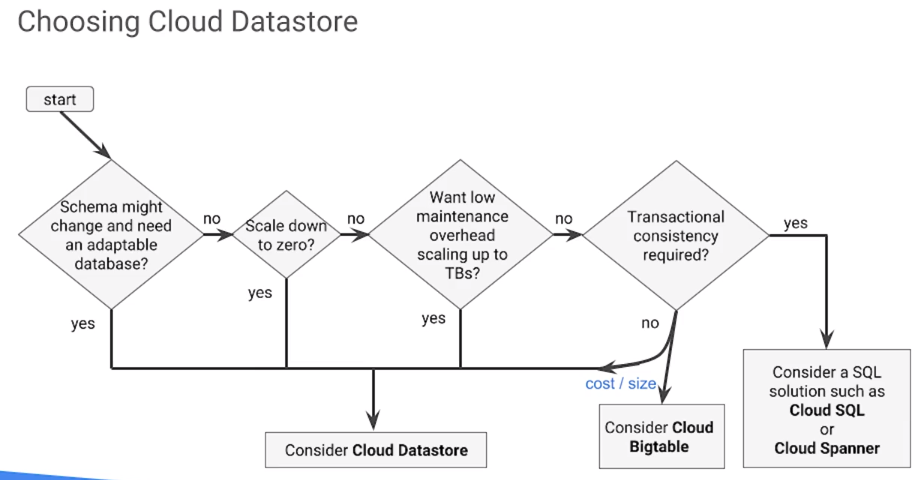 Choosing Cloud Datastore
start
Schema might
change and need
an adaptable
database?
no
Scale down
to zero?
no
Want low
maintenance
overhead
scaling up to
TBs?
no
Transactional
consistency
required?
yes
yes
yes
yes
no
cost / size
Consider Cloud Datastore
Consider Cloud
Bigtable
Consider a SQL
solution such as
Cloud SQL
or
Cloud Spanner